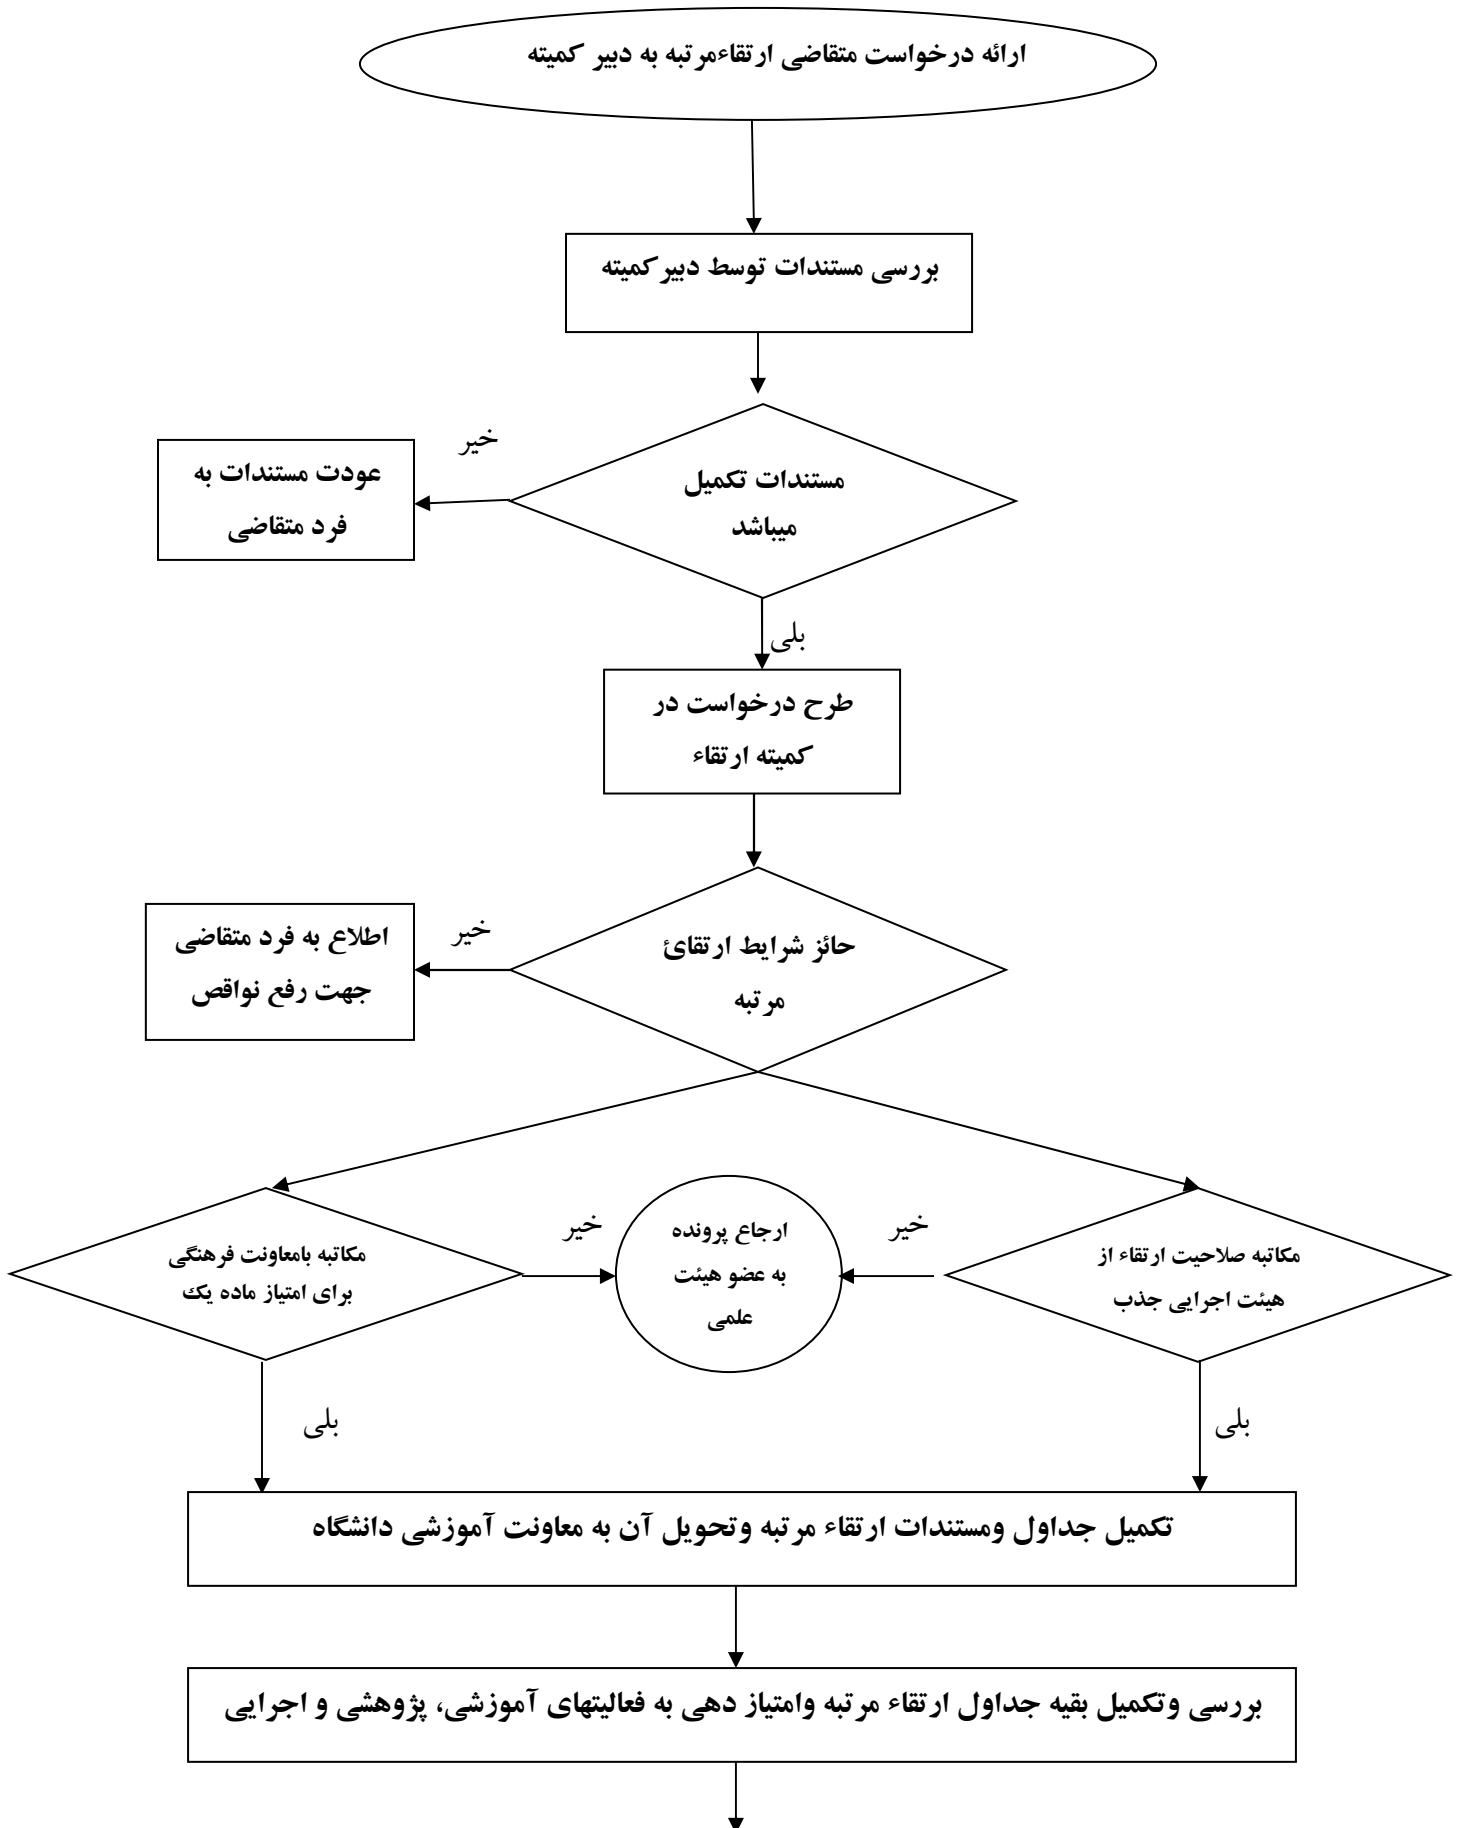 ارائه درخواست متقاضی ارتقاءمرتبه به دبیر کمیته
بررسی مستندات توسط دبیرکمیته
خیر
عودت مستندات به
فرد متقاضی
مستندات تکمیل
میباشد
بلی
طرح درخواست در
کمیته ارتقاء
خیر
اطلاع به فرد متقاضی
جهت رفع نواقص
حائز شرایط ارتقائ
مرتبه
مکاتبه صلاحیت ارتقاء از
هیئت اجرایی جذب
خیر
ارجاع پرونده
به عضو هیئت
علمی
خیر
مکاتبه بامعاونت فرهنگی
برای امتیاز ماده یک
بلی
بلی
تکمیل جداول ومستندات ارتقاء مرتبه وتحویل آن به معاونت آموزشی دانشگاه
بررسی وتکمیل بقیه جداول ارتقاء مرتبه وامتیاز دهی به فعالیتهای آموزشی، پژوهشی و اجرایی